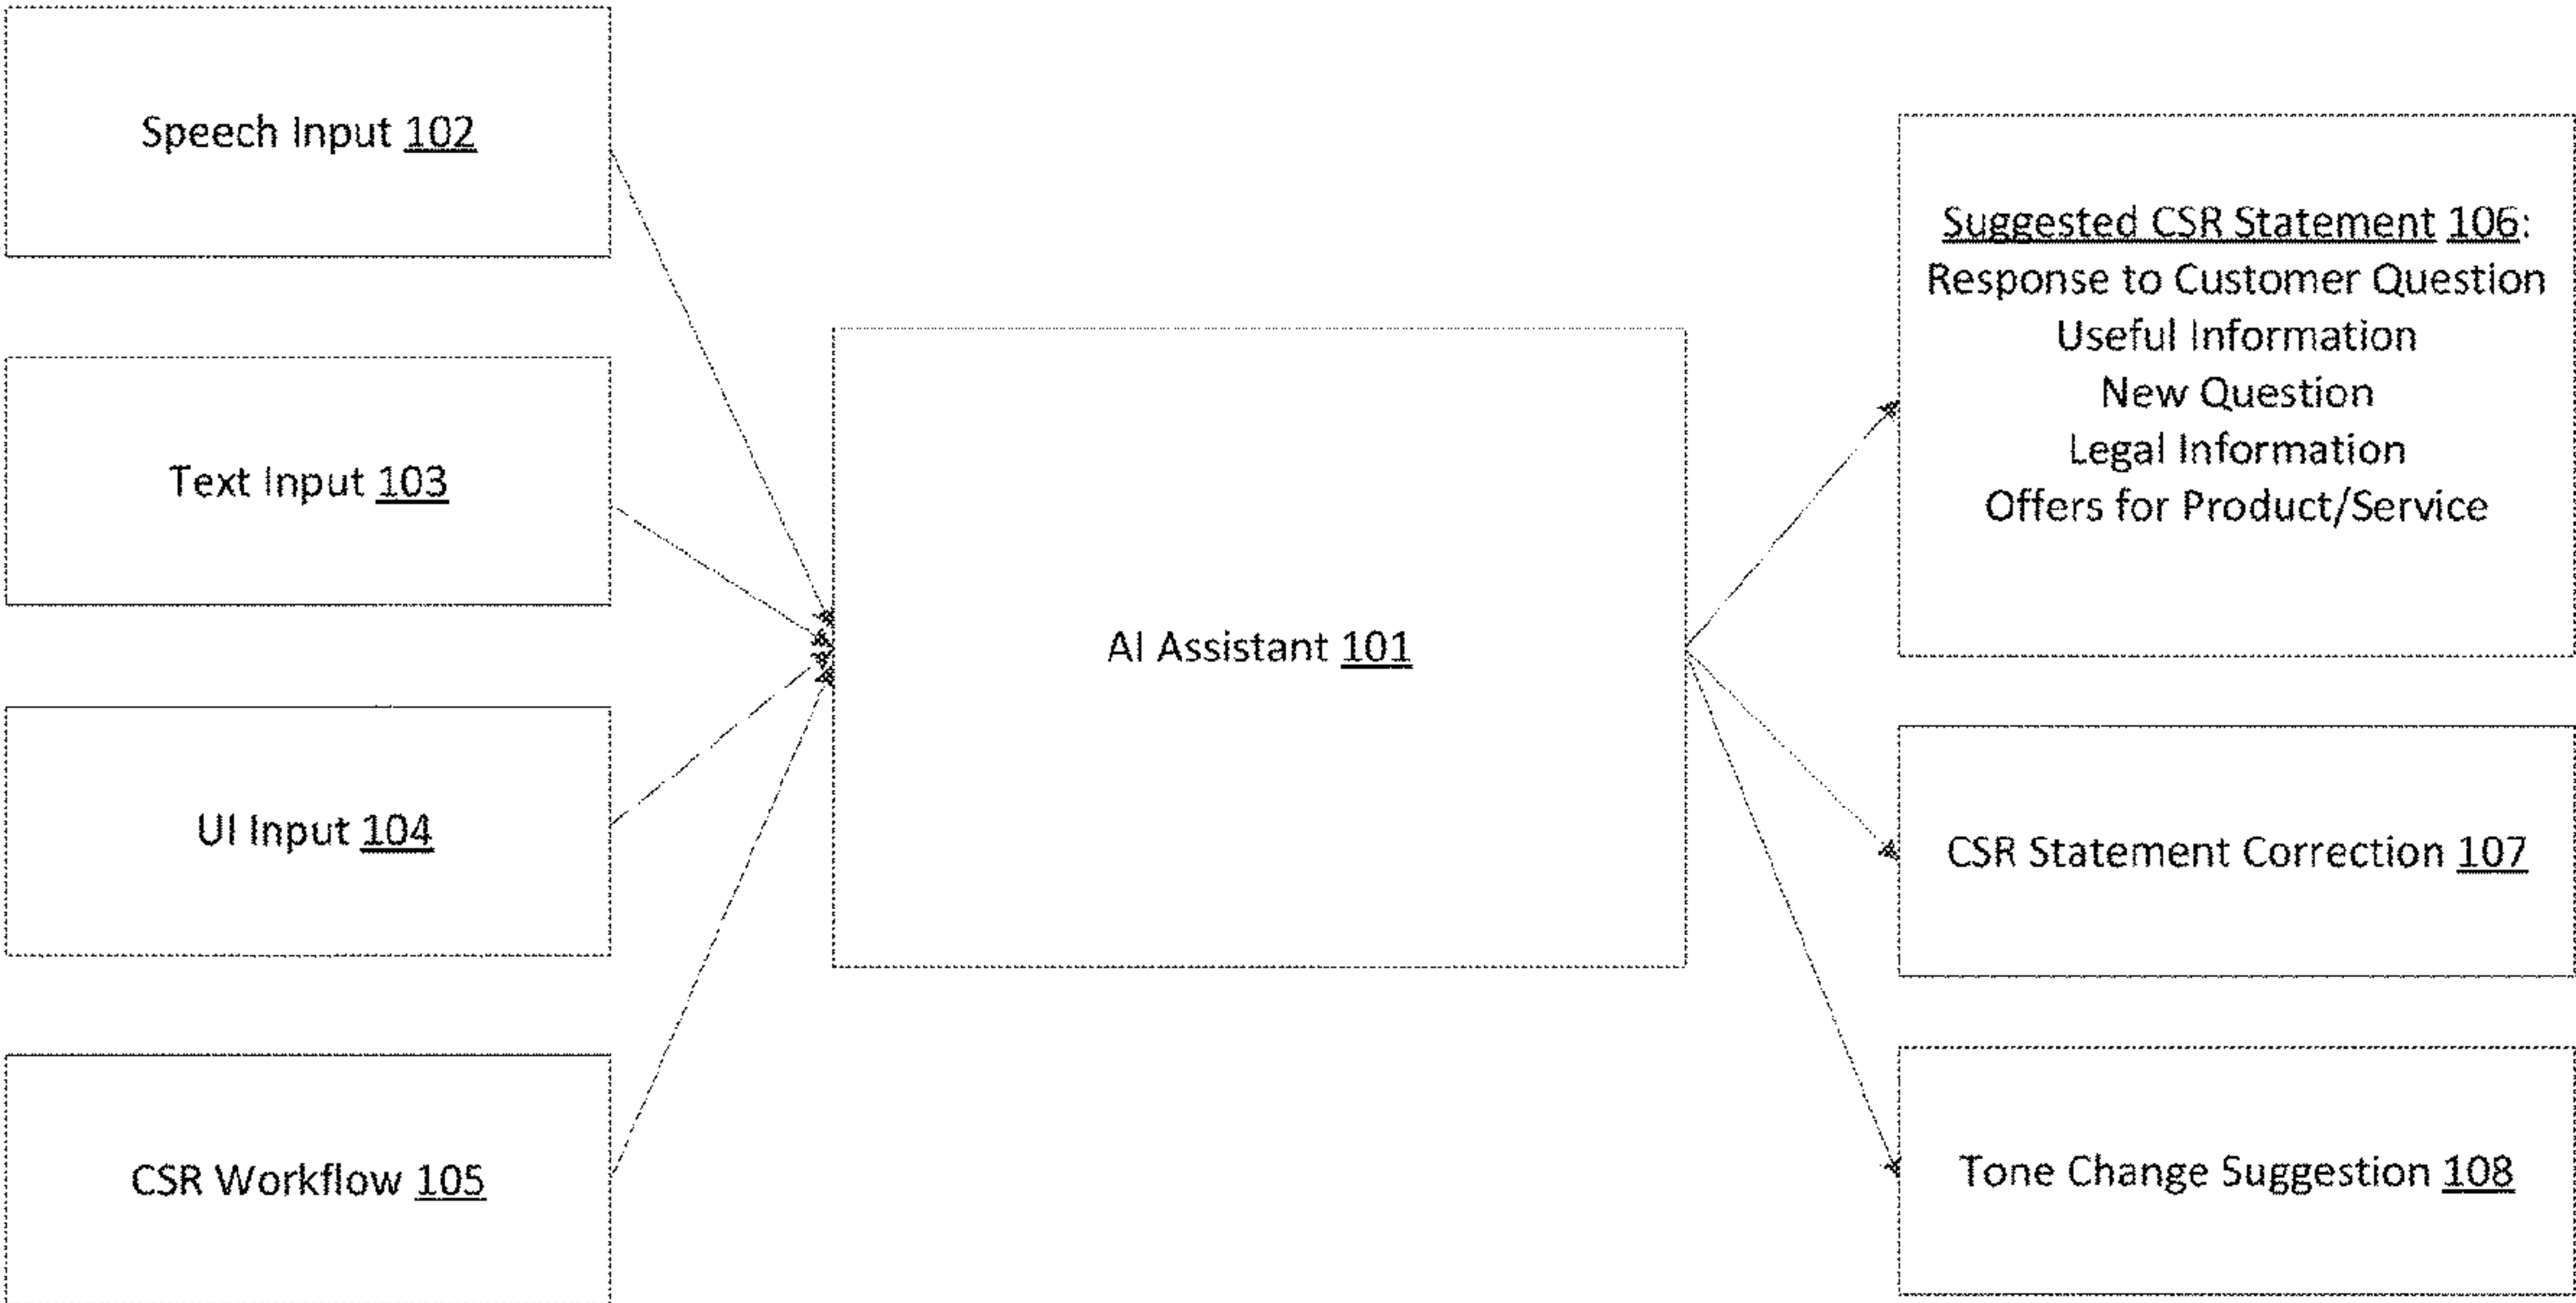 Speech Input 102
Text Input 103
UI Input 104
CSR Workflow 105
AI Assistant 101
Suggested CSR Statement 106:
Response to Customer Question
Useful Information
New Question
Legal Information
Offers for Product/Service
CSR Statement Correction 107
Tone Change Suggestion 108